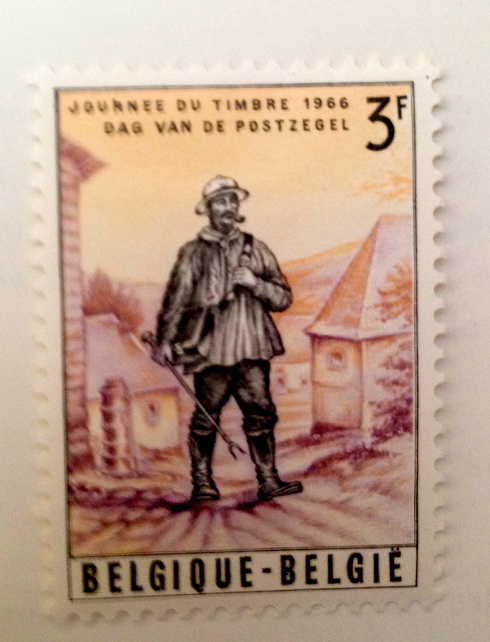 JOURNEE DU TIMBRE 1966
DAG VAN DE POSTZEGEL
3F
BELGIQUE-BELGIË